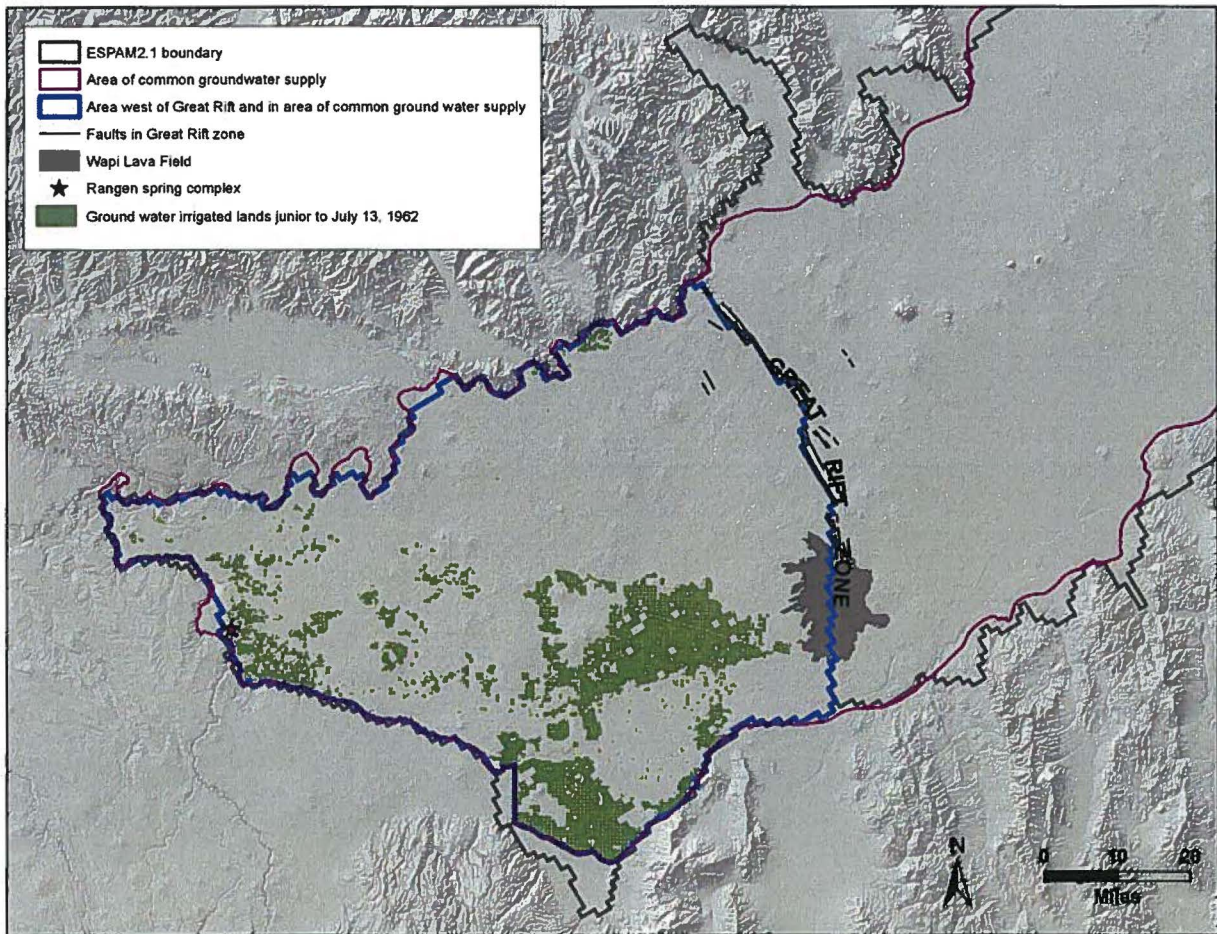 ESPAM2.1 boundary
Area of common groundwater supply
Area west of Great Rift and in area of common ground water supply
Faults in Great Rift zone
Wapi Lava Field
Rangen spring complex
Ground water irrigated lands junior to July 13, 1962
GREAT RIFT ZONE
N
0 10 20
Miles